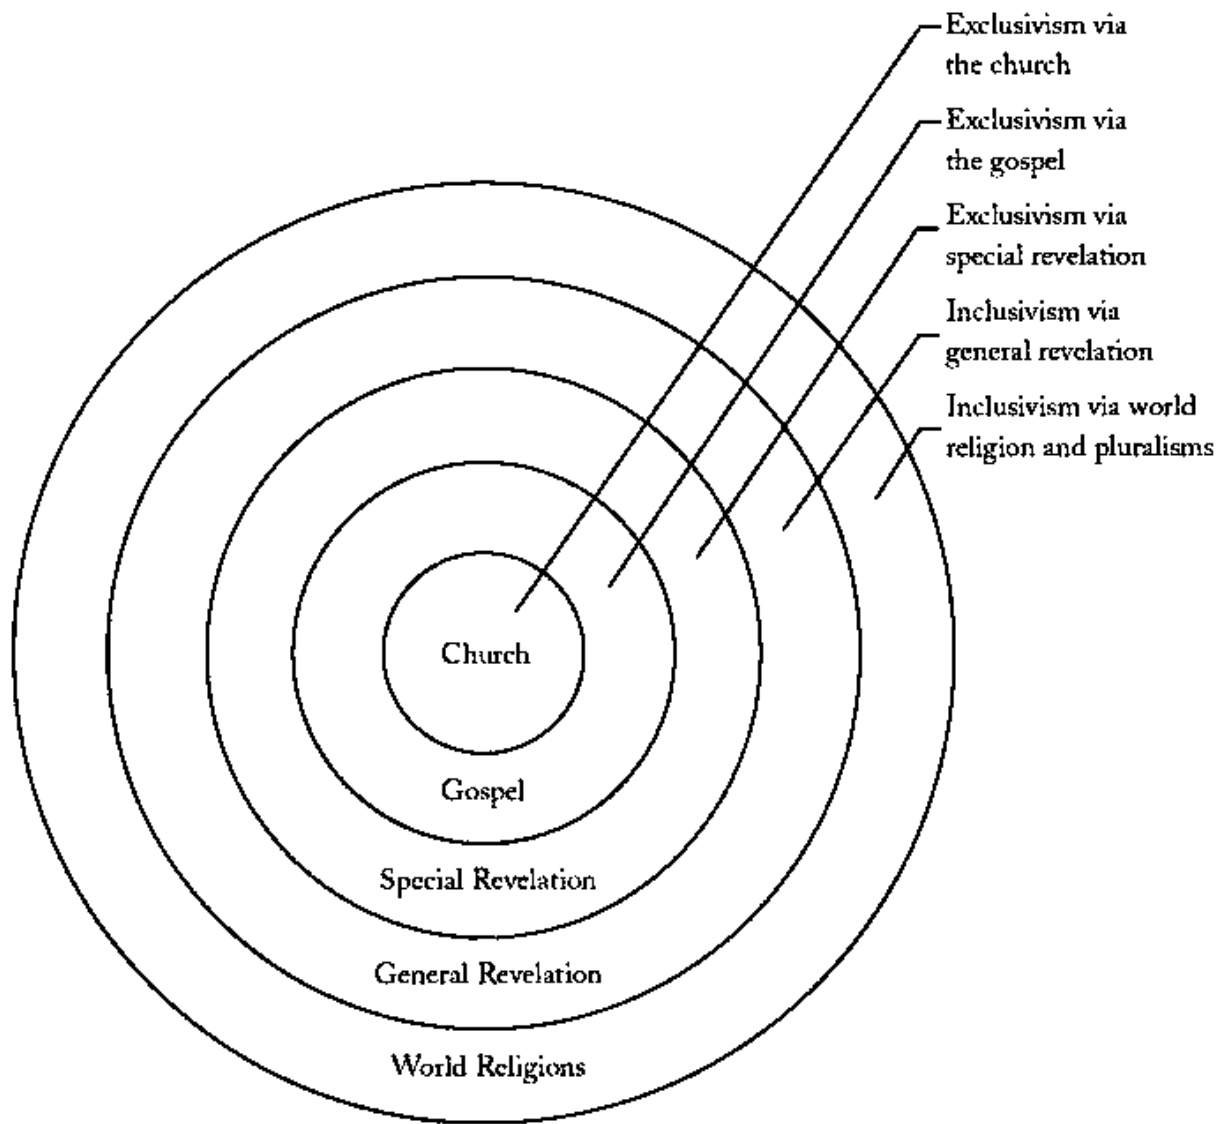 Exclusivism via
the church
Exclusivism via
the gospel
Exclusivism via
special revelation
Inclusivism via
general revelation
Inclusivism via world
religion and pluralisms
Church
Gospel
Special Revelation
General Revelation
World Religions